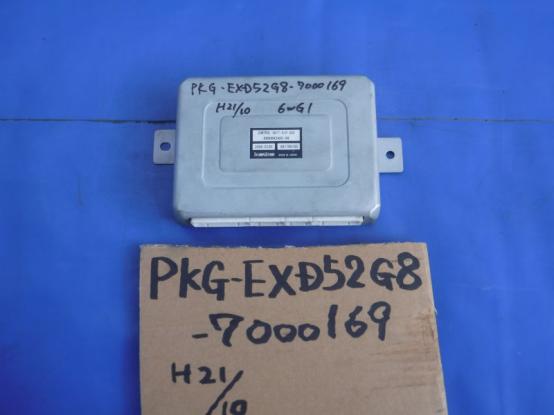 PKG-EXD52G8-7000169
H21/10 6WG1
PKG-EXD52G8
-7000169
H21/10